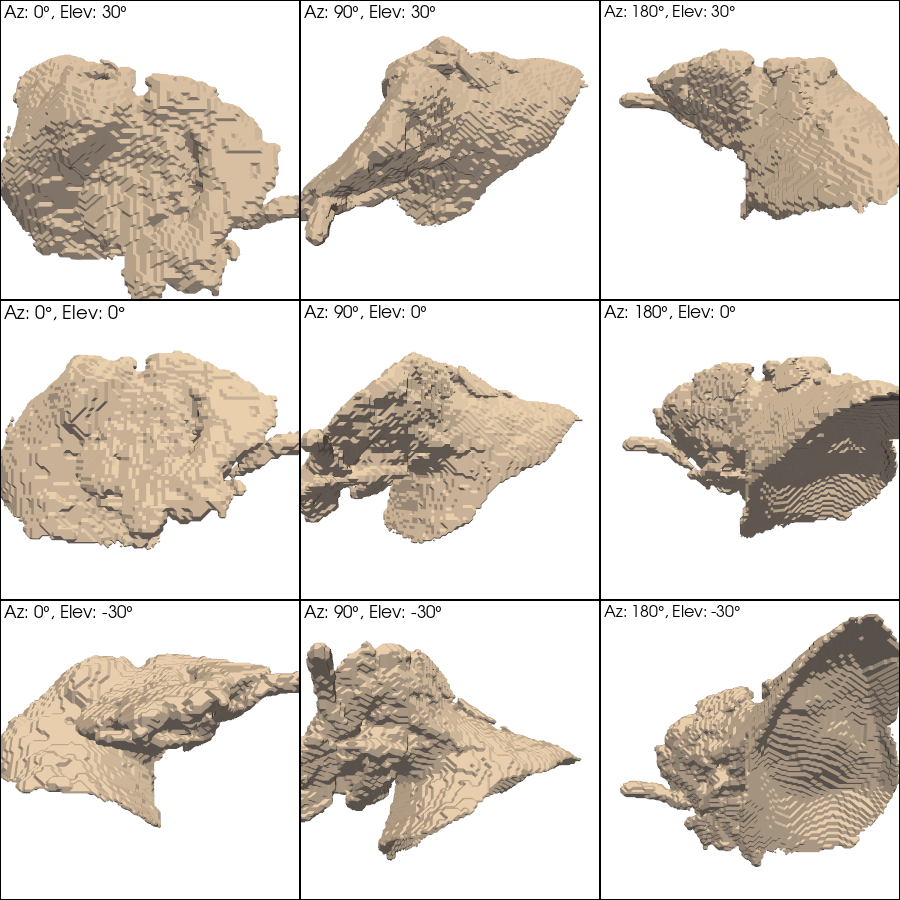 Az: 0°, Elev: 30°
Az: 90°, Elev: 30°
Az: 180°, Elev: 30°
Az: 0°, Elev: 0°
Az: 90°, Elev: 0°
Az: 180°, Elev: 0°
Az: 0°, Elev: -30°
Az: 90°, Elev: -30°
Az: 180°, Elev: -30°